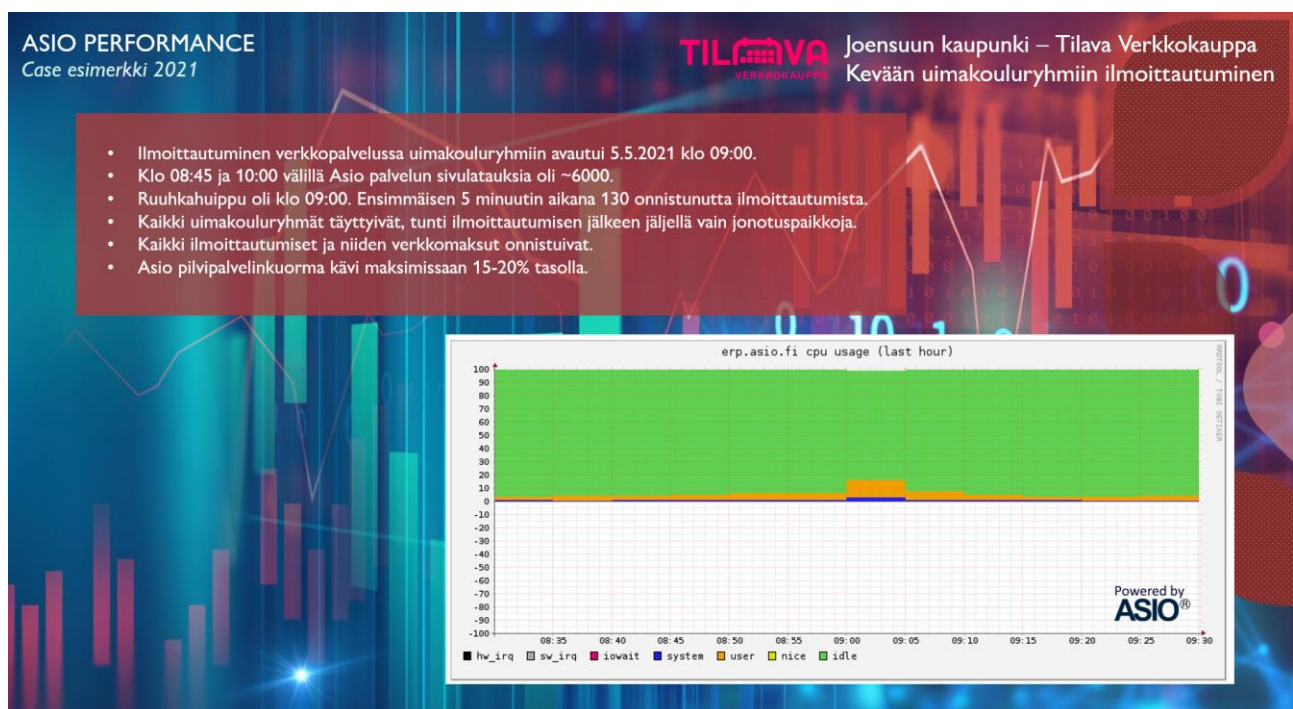 ASIO PERFORMANCE
Case esimerkki 2021
TILAVA
VERKKOKAUPPA
Joensuun kaupunki – Tilava Verkkokauppa
Kevään uimakouluryhmiin ilmoittautuminen
• Ilmoittautuminen verkkopalvelussa uimakouluryhmiin avautui 5.5.2021 klo 09:00.
• Klo 08:45 ja 10:00 välillä Asio palvelun sivulatauksia oli ~6000.
• Ruuhkahuippu oli klo 09:00. Ensimmäisen 5 minuutin aikana 130 onnistunutta ilmoittautumista.
• Kaikki uimakouluryhmät täyttyivät, tunti ilmoittautumisen jälkeen jäljellä vain jonotuspaikkoja.
• Kaikki ilmoittautumiset ja niiden verkkomaksut onnistuivat.
• Asio pilvipalvelinkuorma kävi maksimissaan 15-20% tasolla.
erp.asio.fi cpu usage (last hour)
RRDTOOL / TOBI OETIKER
100
90
80
70
60
50
40
30
20
10
0
-10
-20
-30
-40
-50
-60
-70
-80
-90
-100
Powered by
ASIO®
08:35 08:40 08:45 08:50 08:55 09:00 09:05 09:10 09:15 09:20 09:25 09:30
hw_irq sw_irq iowait system user nice idle